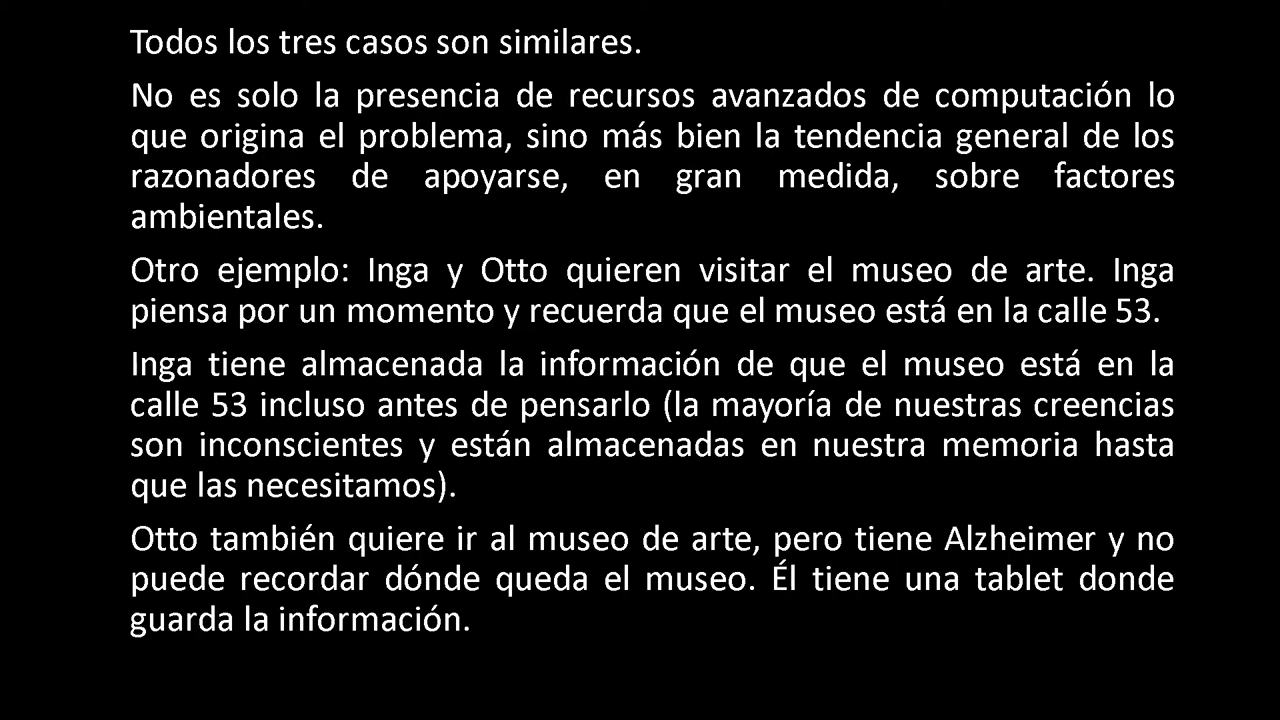 Todos los tres casos son similares.
No es solo la presencia de recursos avanzados de computación lo
que origina el problema, sino más bien la tendencia general de los
razonadores de apoyarse, en gran medida, sobre factores
ambientales.
Otro ejemplo: Inga y Otto quieren visitar el museo de arte. Inga
piensa por un momento y recuerda que el museo está en la calle 53.
Inga tiene almacenada la información de que el museo está en la
calle 53 incluso antes de pensarlo (la mayoría de nuestras creencias
son inconscientes y están almacenadas en nuestra memoria hasta
que las necesitamos).
Otto también quiere ir al museo de arte, pero tiene Alzheimer y no
puede recordar dónde queda el museo. Él tiene una tablet donde
guarda la información.